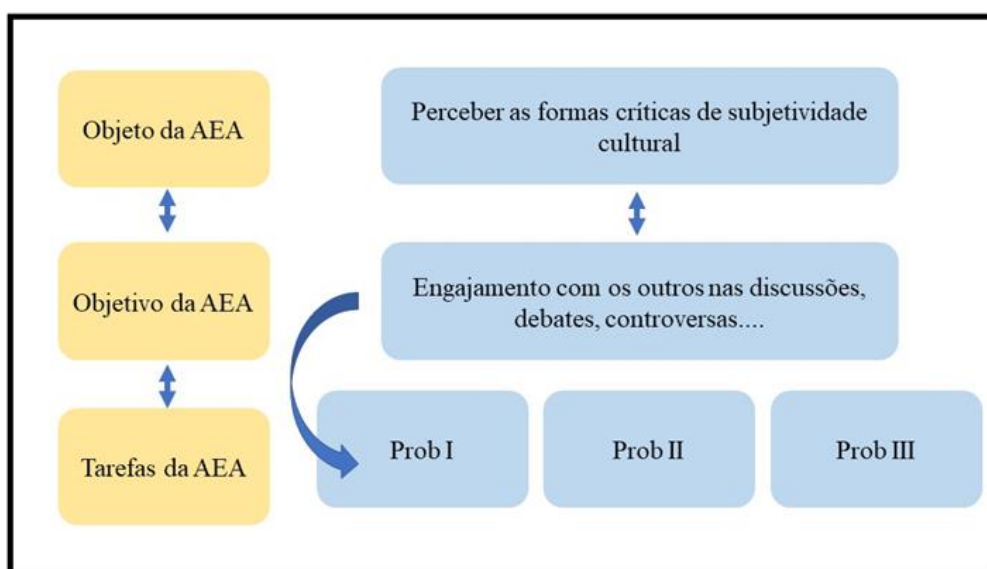 Objeto da AEA
Perceber as formas críticas de subjetividade
cultural
Objetivo da AEA
Engajamento com os outros nas discussões,
debates, controversas....
Tarefas da AEA
Prob I
Prob II
Prob III